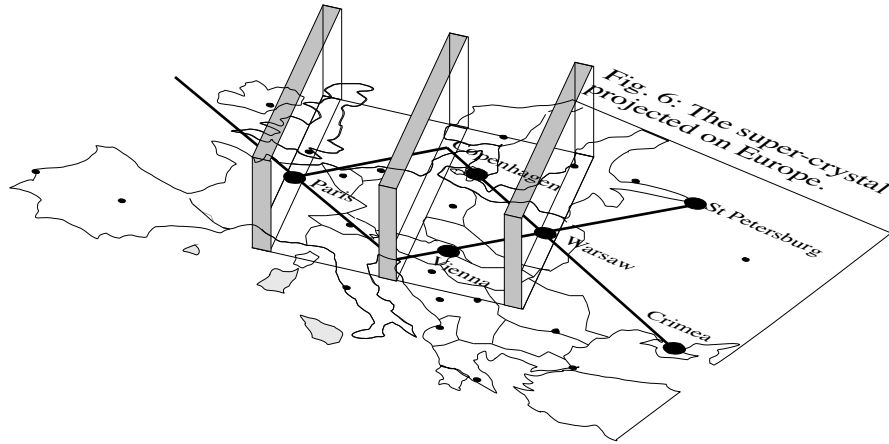 Fig. 6: The super-crystal
projected on Europe.
Copenhagen
Paris
St Petersburg
Warsaw
Vienna
Crimea